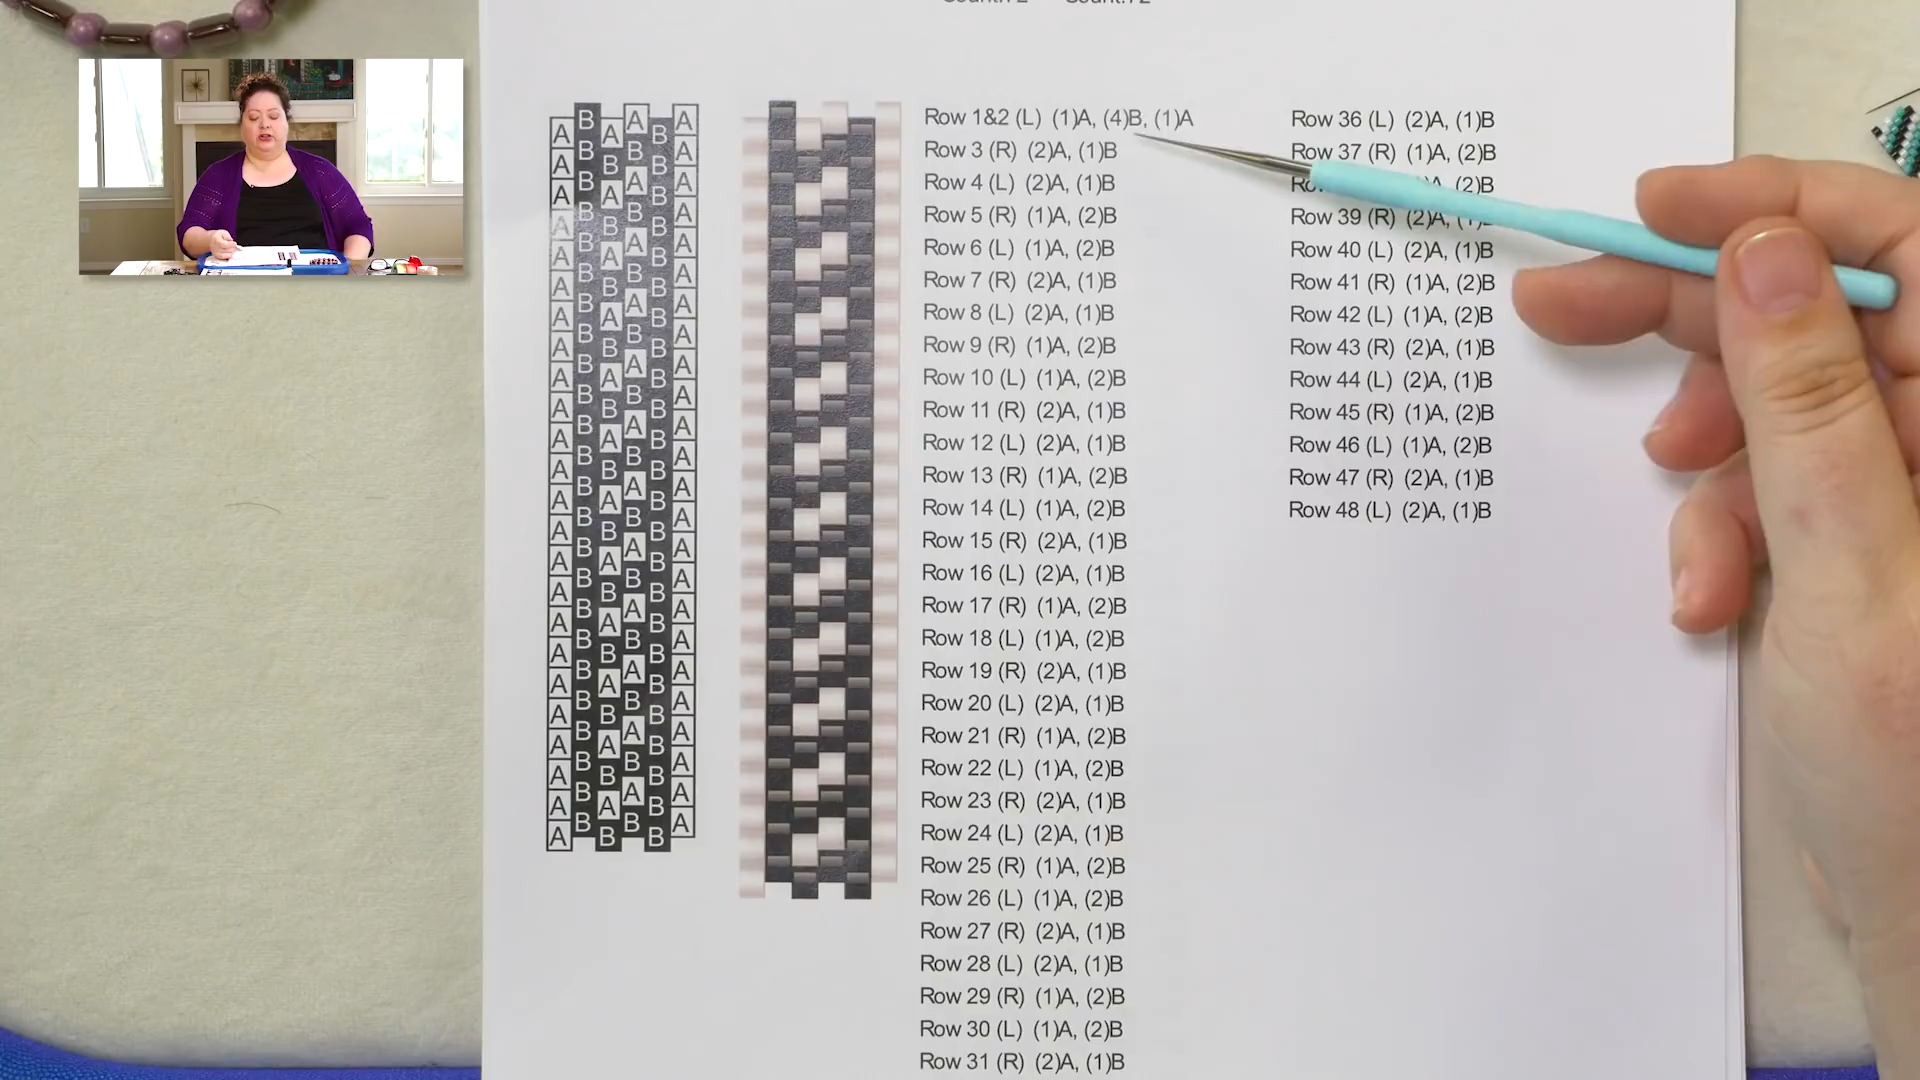 A B A A B A
A B B B B A
A B A A B A
A B B B B A
A B A A B A
A B B B B A
A B A A B A
A B B B B A
A B A A B A
A B B B B A
A B A A B A
A B B B B A
A B A A B A
A B B B B A
A B A A B A
A B B B B A
A B A A B A
A B B B B A
A B A A B A
A B B B B A
A B A A B A
A B B B B A
A B A A B A
A B B B B A
Row 1&2 (L) (1)A, (4)B, (1)A
Row 3 (R) (2)A, (1)B
Row 4 (L) (2)A, (1)B
Row 5 (R) (1)A, (2)B
Row 6 (L) (1)A, (2)B
Row 7 (R) (2)A, (1)B
Row 8 (L) (2)A, (1)B
Row 9 (R) (1)A, (2)B
Row 10 (L) (1)A, (2)B
Row 11 (R) (2)A, (1)B
Row 12 (L) (2)A, (1)B
Row 13 (R) (1)A, (2)B
Row 14 (L) (1)A, (2)B
Row 15 (R) (2)A, (1)B
Row 16 (L) (2)A, (1)B
Row 17 (R) (1)A, (2)B
Row 18 (L) (1)A, (2)B
Row 19 (R) (2)A, (1)B
Row 20 (L) (2)A, (1)B
Row 21 (R) (1)A, (2)B
Row 22 (L) (1)A, (2)B
Row 23 (R) (2)A, (1)B
Row 24 (L) (2)A, (1)B
Row 25 (R) (1)A, (2)B
Row 26 (L) (1)A, (2)B
Row 27 (R) (2)A, (1)B
Row 28 (L) (2)A, (1)B
Row 29 (R) (1)A, (2)B
Row 30 (L) (1)A, (2)B
Row 31 (R) (2)A, (1)B
Row 36 (L) (2)A, (1)B
Row 37 (R) (1)A, (2)B
(2)B
Row 39 (R) (2)A,
Row 40 (L) (2)A, (1)B
Row 41 (R) (1)A, (2)B
Row 42 (L) (1)A, (2)B
Row 43 (R) (2)A, (1)B
Row 44 (L) (2)A, (1)B
Row 45 (R) (1)A, (2)B
Row 46 (L) (1)A, (2)B
Row 47 (R) (2)A, (1)B
Row 48 (L) (2)A, (1)B